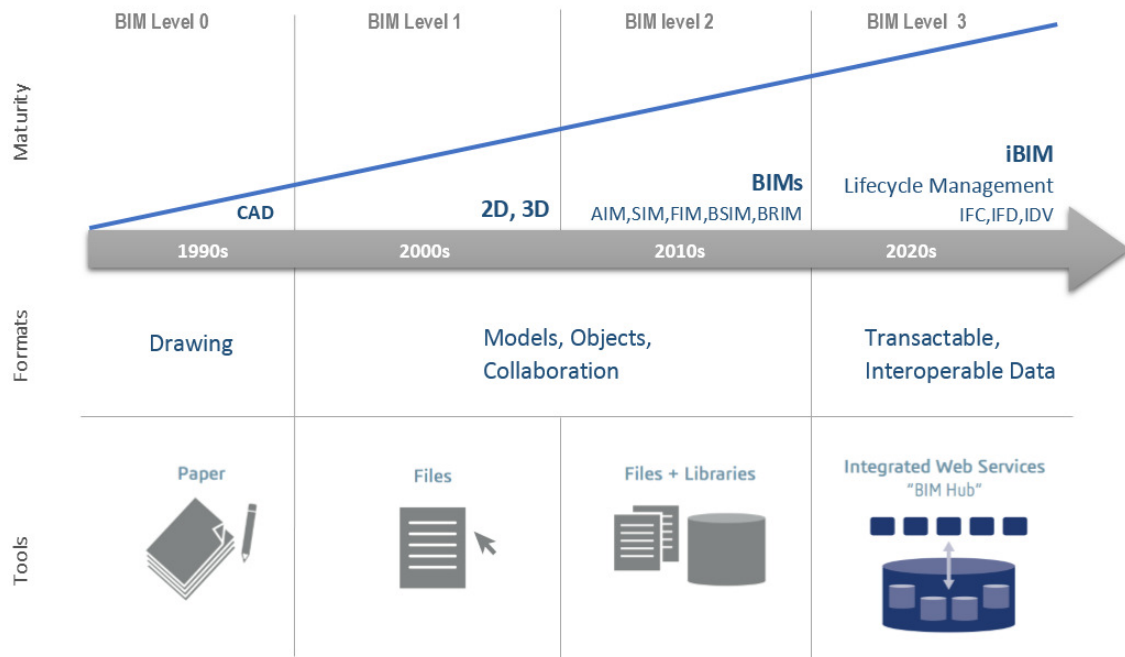 BIM Level 0
BIM Level 1
BIM level 2
BIM Level 3
Maturity
CAD
2D, 3D
BIMs
AIM,SIM,FIM,BSIM,BRIM
iBIM
Lifecycle Management
IFC,IFD,IDV
1990s
2000s
2010s
2020s
Formats
Drawing
Models, Objects,
Collaboration
Transactable,
Interoperable Data
Tools
Paper
Files
Files + Libraries
Integrated Web Services
"BIM Hub"